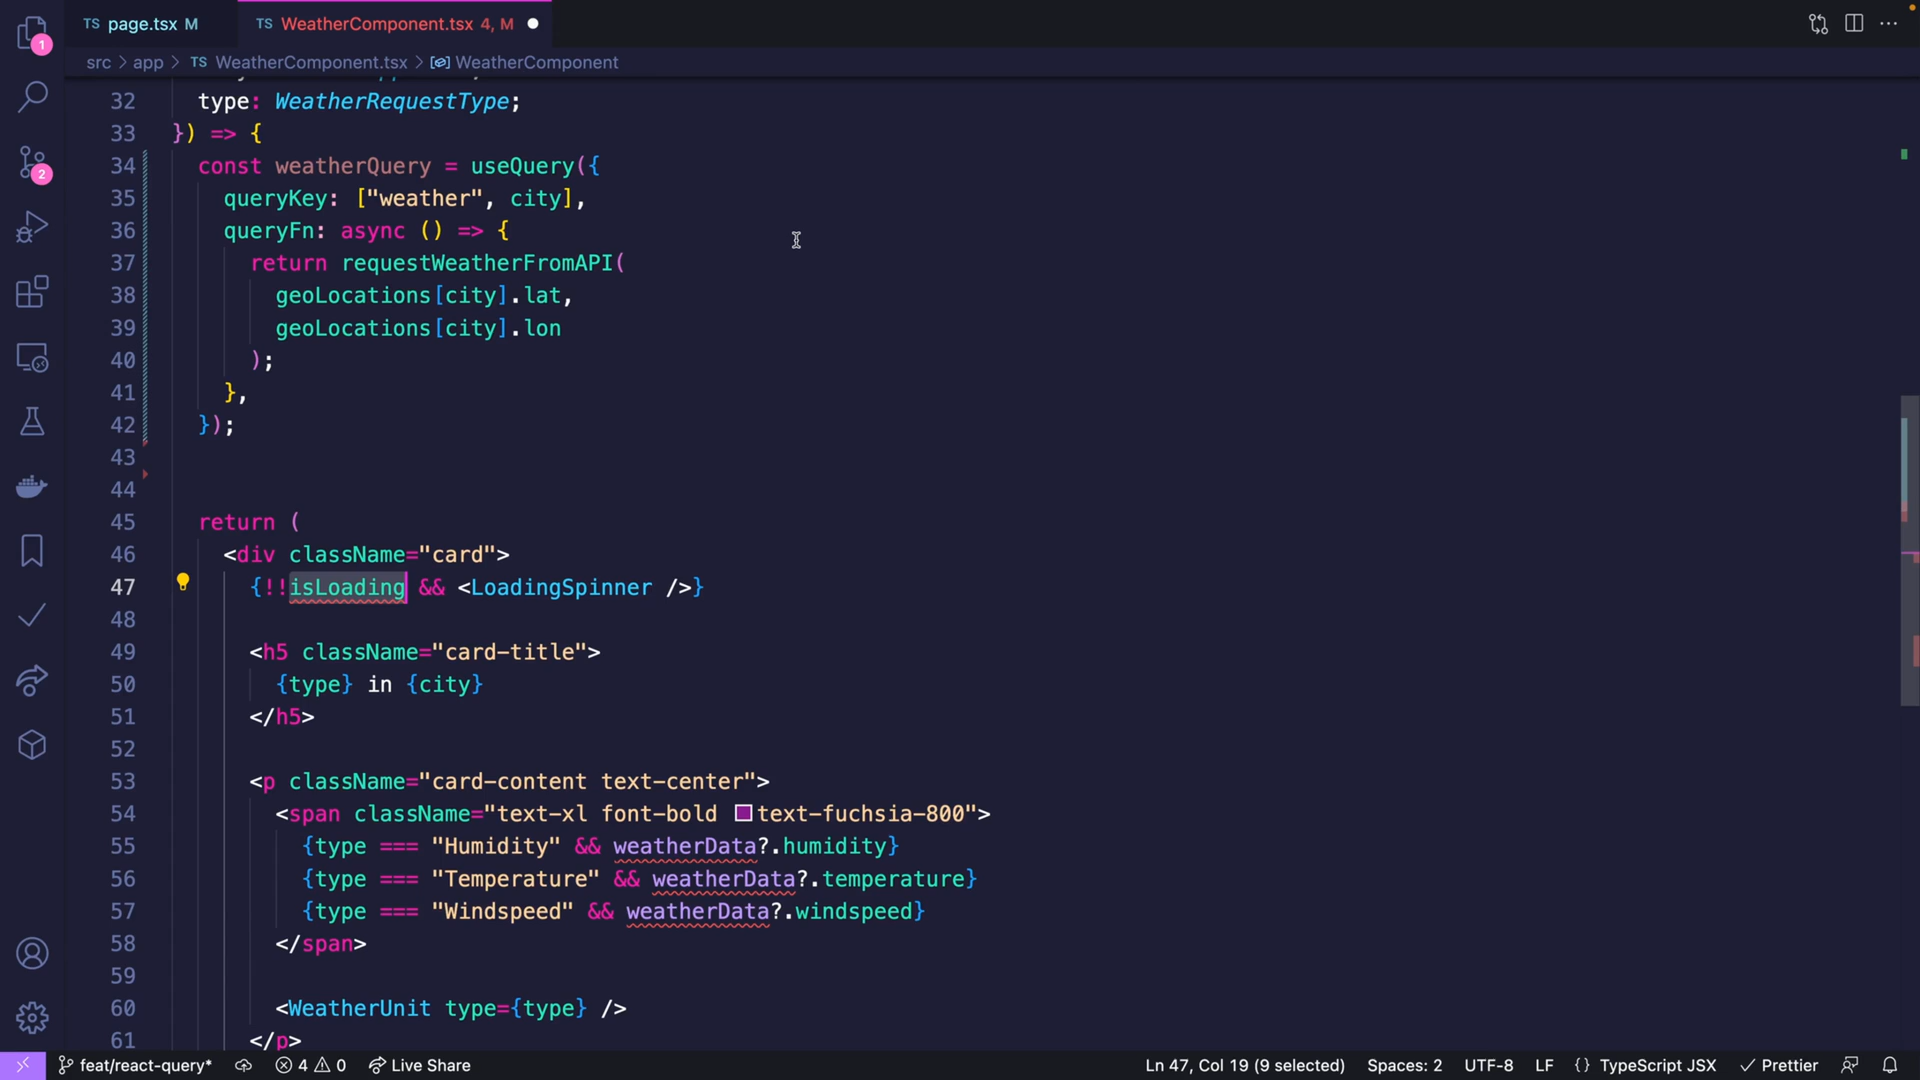 1
2
TS page.tsx M
TS WeatherComponent.tsx 4, M
src > app > TS WeatherComponent.tsx > WeatherComponent
32 type: WeatherRequestType;
33 }) => {
34 const weatherQuery = useQuery({
35 queryKey: ["weather", city],
36 queryFn: async () => {
37 return requestWeatherFromAPI(
38 geoLocations[city].lat,
39 geoLocations[city].lon
40 );
41 },
42 });
43
44
45 return (
46 <div className="card">
47 {!!isLoading && <LoadingSpinner />}
48
49 <h5 className="card-title">
50 {type} in {city}
51 </h5>
52
53 <p className="card-content text-center">
54 <span className="text-xl font-bold text-fuchsia-800">
55 {type === "Humidity" && weatherData?.humidity}
56 {type === "Temperature" && weatherData?.temperature}
57 {type === "Windspeed" && weatherData?.windspeed}
58 </span>
59
60 <WeatherUnit type={type} />
61 </p>
feat/react-query* 4 0 Live Share Ln 47, Col 19 (9 selected) Spaces: 2 UTF-8 LF {} TypeScript JSX Prettier